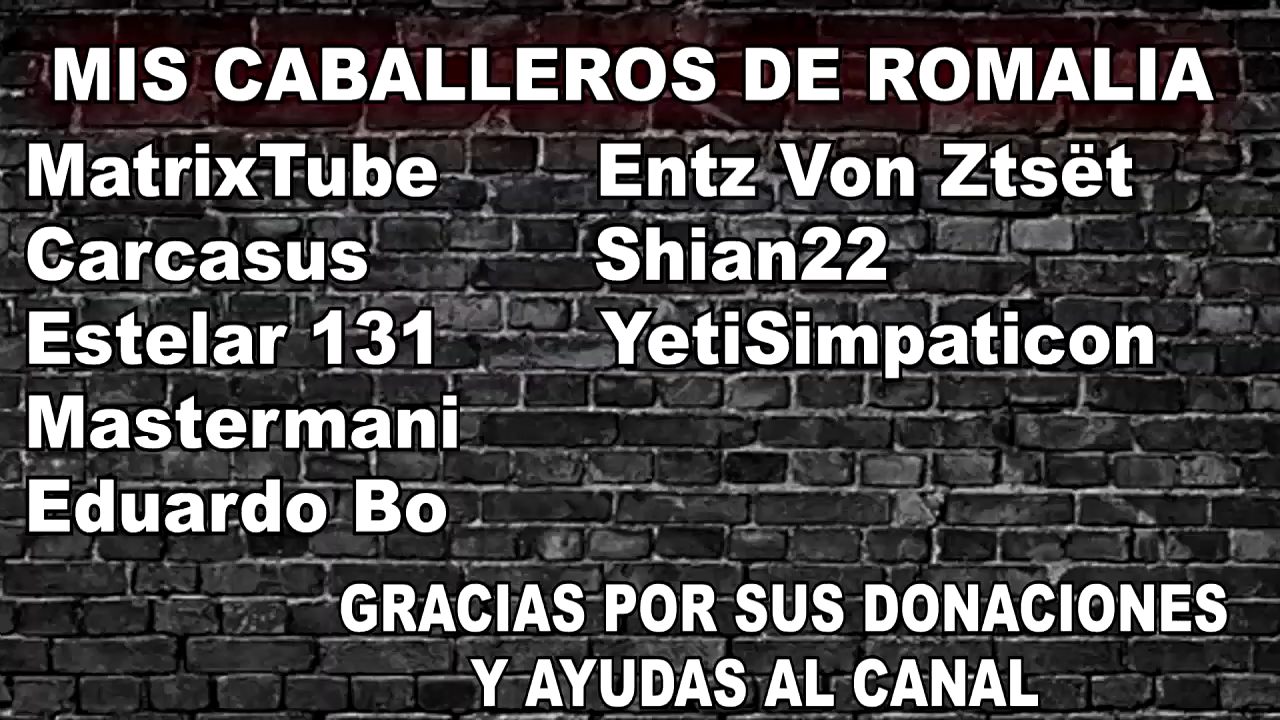 MIS CABALLEROS DE ROMALIA
MatrixTube
Carcasus
Estelar 131
Mastermani
Eduardo Bo
Entz Von Ztsët
Shian22
YetiSimpaticon
GRACIAS POR SUS DONACIONES
Y AYUDAS AL CANAL